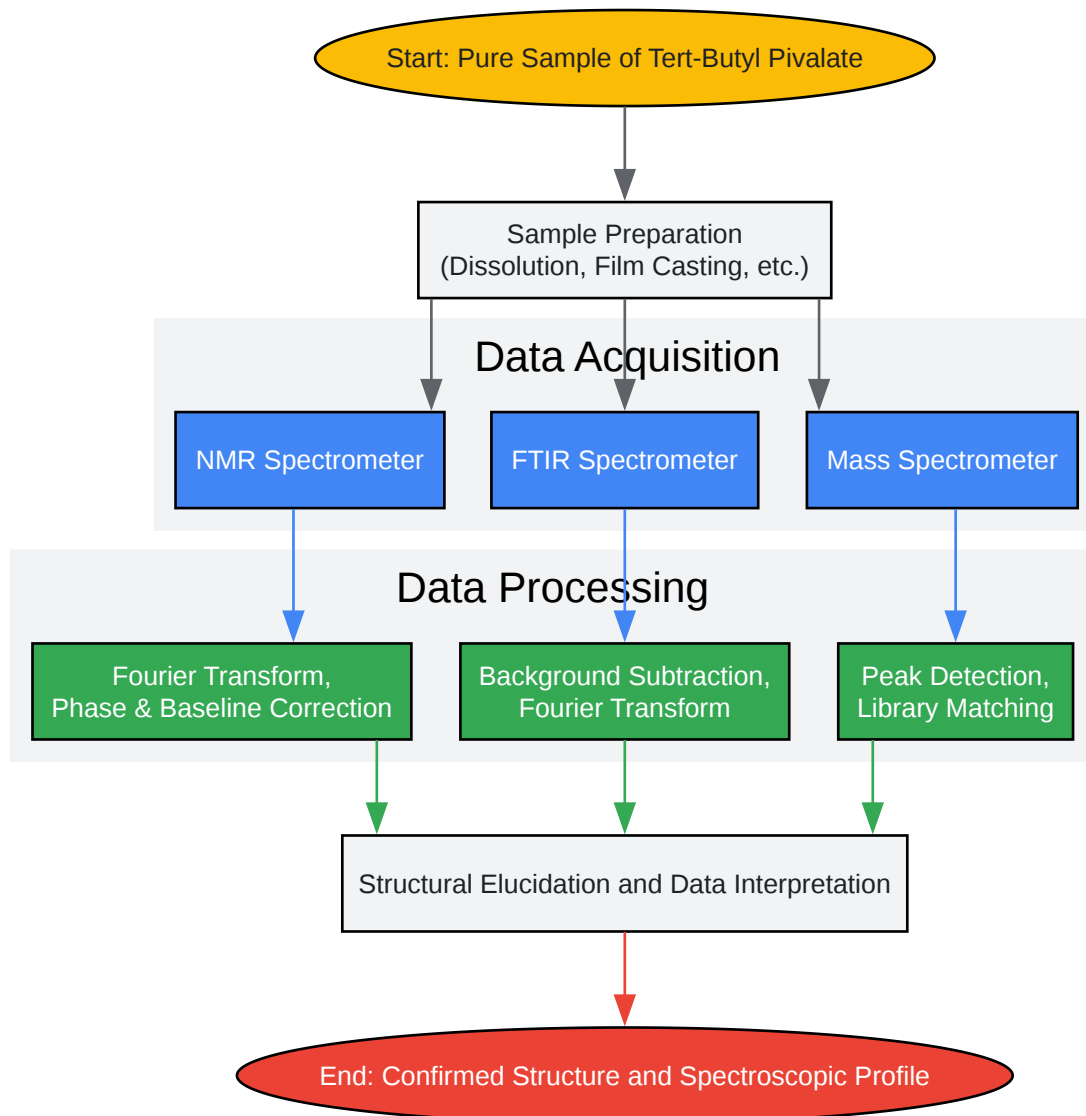 Start: Pure Sample of Tert-Butyl Pivalate
Sample Preparation
(Dissolution, Film Casting, etc.)
Data Acquisition
NMR Spectrometer
FTIR Spectrometer
Mass Spectrometer
Data Processing
Fourier Transform,
Phase & Baseline Correction
Background Subtraction,
Fourier Transform
Peak Detection,
Library Matching
Structural Elucidation and Data Interpretation
End: Confirmed Structure and Spectroscopic Profile